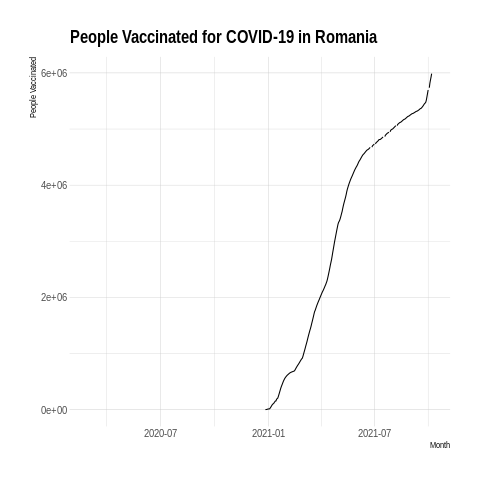 People Vaccinated for COVID-19 in Romania
People Vaccinated
6e+06
4e+06
2e+06
0e+00
2020-07
2021-01
2021-07
Month